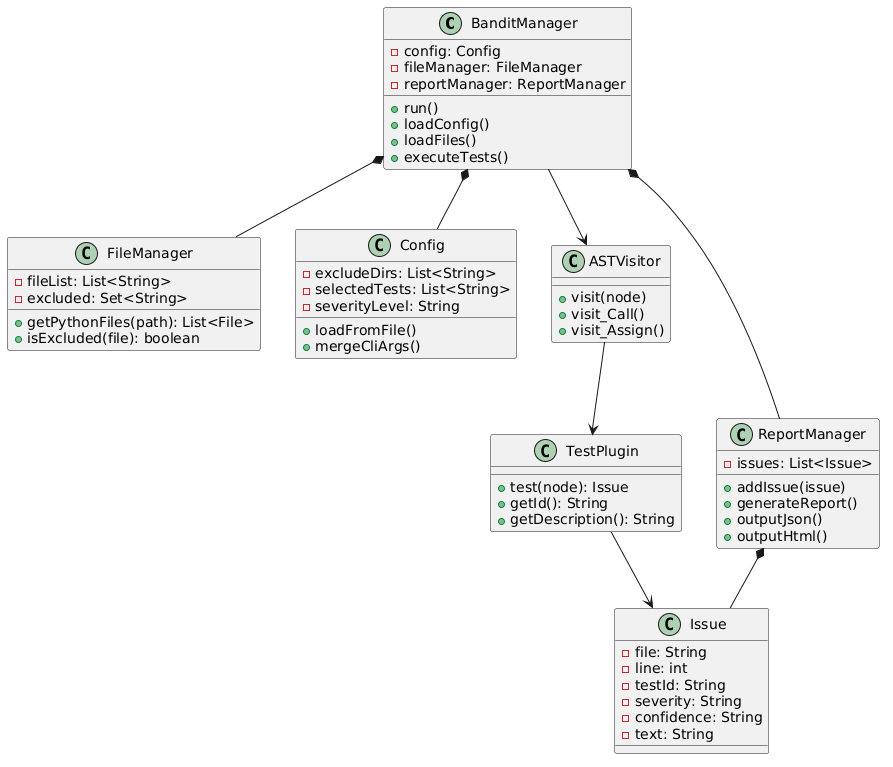 C BanditManager
config: Config
fileManager: FileManager
reportManager: ReportManager
run()
loadConfig()
loadFiles()
executeTests()
C FileManager
fileList: List<String>
excluded: Set<String>
getPythonFiles(path): List<File>
isExcluded(file): boolean
C Config
excludeDirs: List<String>
selectedTests: List<String>
severityLevel: String
loadFromFile()
mergeCliArgs()
C ASTVisitor
visit(node)
visit_Call()
visit_Assign()
C TestPlugin
test(node): Issue
getId(): String
getDescription(): String
C ReportManager
issues: List<Issue>
addIssue(issue)
generateReport()
outputJson()
outputHtml()
C Issue
file: String
line: int
testId: String
severity: String
confidence: String
text: String